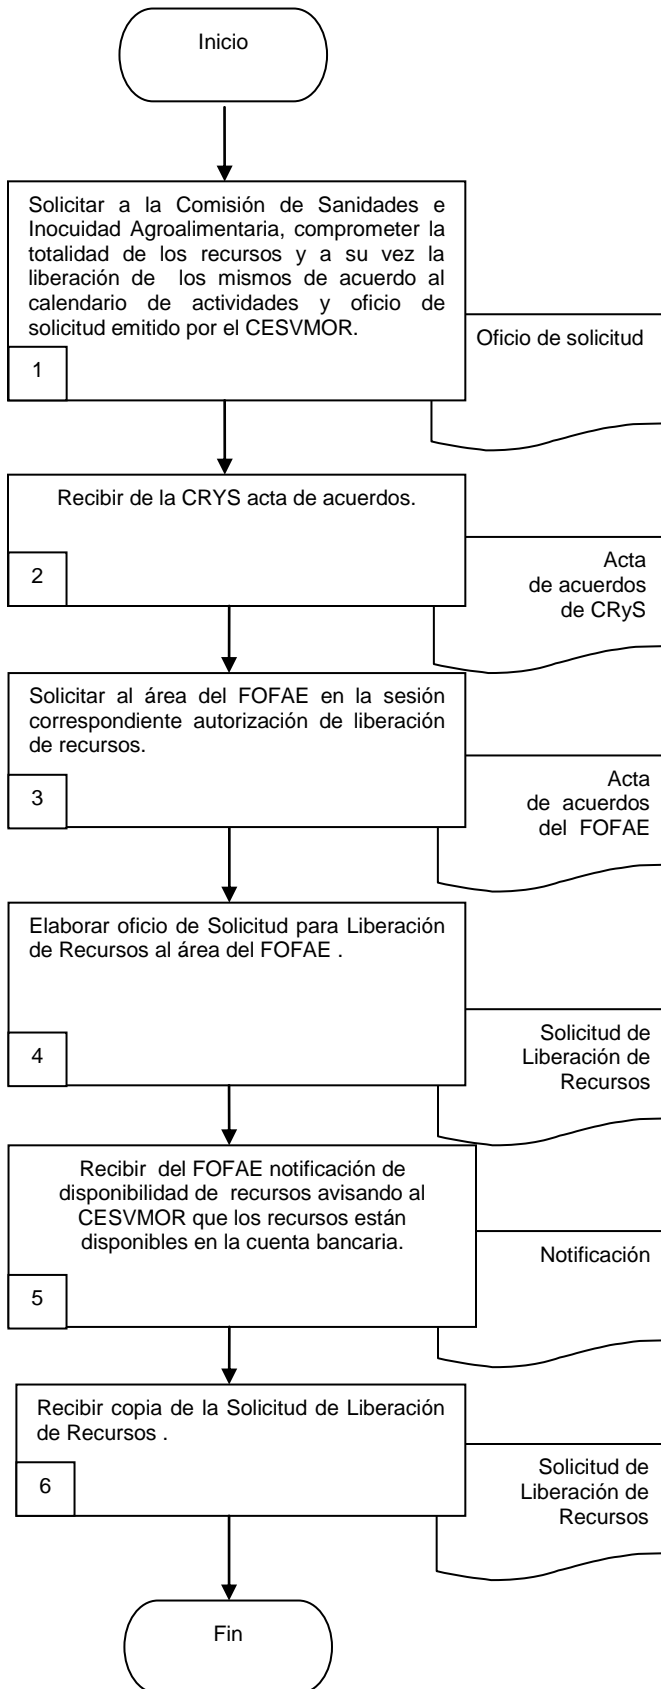 Inicio
Solicitar a la Comisión de Sanidades e
Inocuidad Agroalimentaria, comprometer la
totalidad de los recursos y a su vez la
liberación de los mismos de acuerdo al
calendario de actividades y oficio de
solicitud emitido por el CESVMOR.
1
Oficio de solicitud
Recibir de la CRYS acta de acuerdos.
2
Acta
de acuerdos
de CRyS
Solicitar al área del FOFAE en la sesión
correspondiente autorización de liberación
de recursos.
3
Acta
de acuerdos
del FOFAE
Elaborar oficio de Solicitud para Liberación
de Recursos al área del FOFAE .
4
Solicitud de
Liberación de
Recursos
Recibir del FOFAE notificación de
disponibilidad de recursos avisando al
CESVMOR que los recursos están
disponibles en la cuenta bancaria.
5
Notificación
Recibir copia de la Solicitud de Liberación
de Recursos .
6
Solicitud de
Liberación de
Recursos
Fin